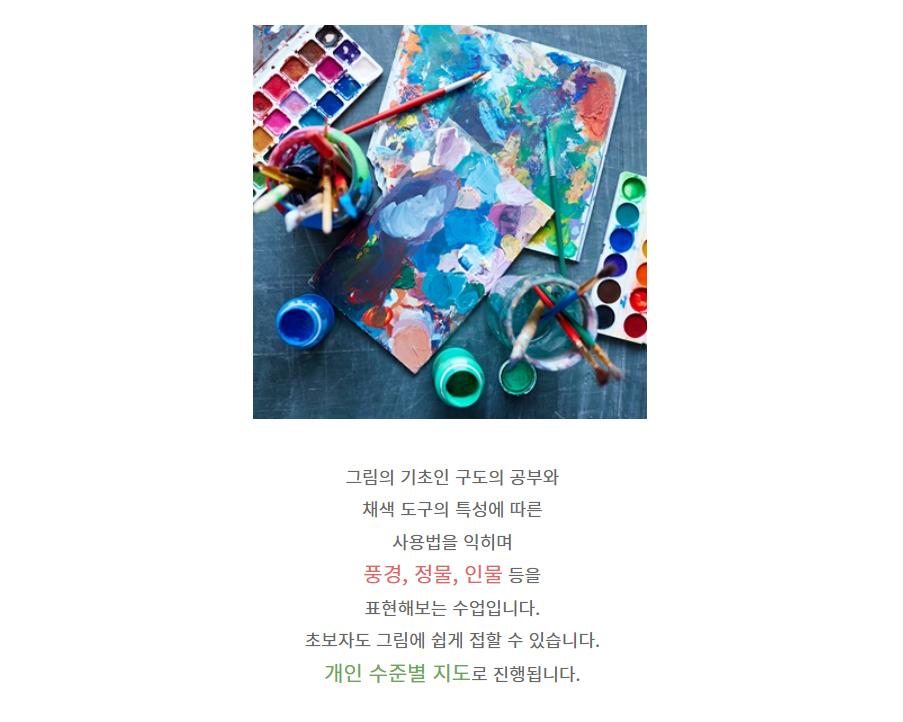 그림의 기초인 구도의 공부와
채색 도구의 특성에 따른
사용법을 익히며
풍경, 정물, 인물 등을
표현해보는 수업입니다.
초보자도 그림에 쉽게 접할 수 있습니다.
개인 수준별 지도로 진행됩니다.